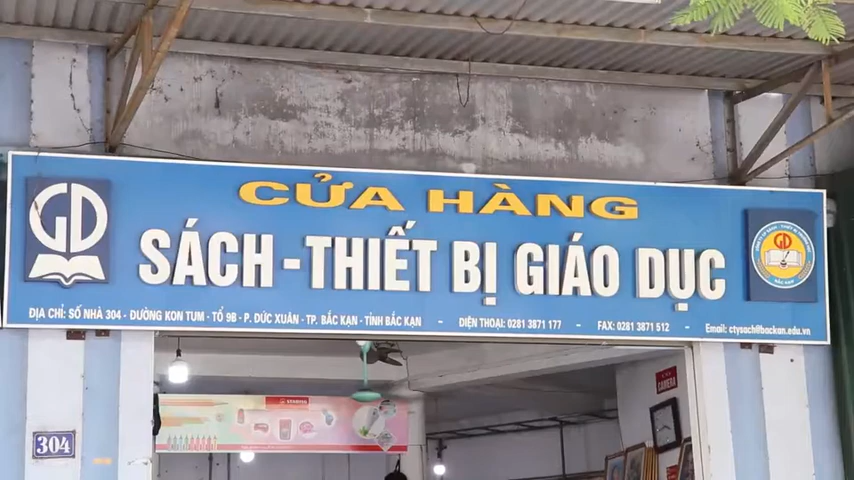 CỬA HÀNG
GD
SÁCH - THIẾT BỊ GIÁO DỤC
GD
BẮC KẠN
ĐỊA CHỈ: SỐ NHÀ 304 - ĐƯỜNG KON TUM - TỔ 9B - P. ĐỨC XUÂN - TP. BẮC KẠN - TỈNH BẮC KẠN - ĐIỆN THOẠI: 0281 3871 177 - FAX: 0281 3871 512 - Email: ctysach@backan.edu.vn
CAMERA
304